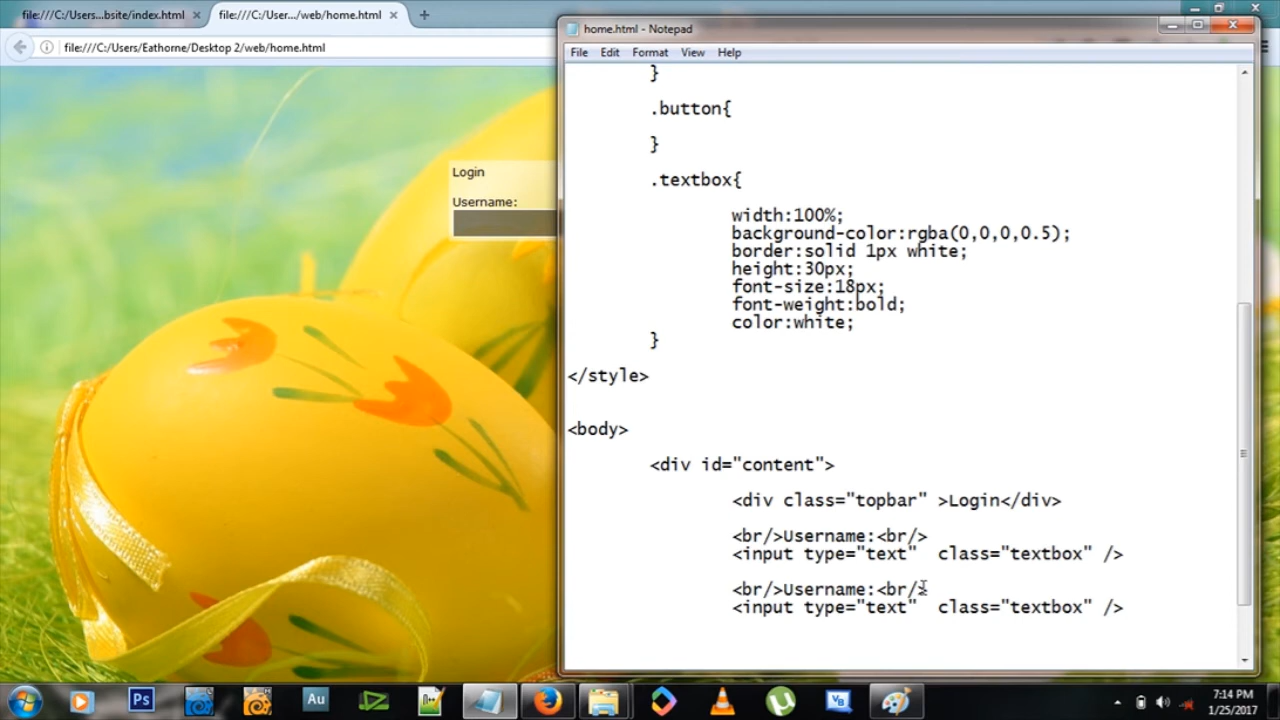 file:///C:/Users...bsite/index.html
file:///C:/User.../web/home.html
file:///C:/Users/Eathorne/Desktop 2/web/home.html
home.html - Notepad
File Edit Format View Help
}
.button{
}
.textbox{
width:100%;
background-color:rgba(0,0,0,0.5);
border:solid 1px white;
height:30px;
font-size:18px;
font-weight:bold;
color:white;
}
</style>
<body>
<div id="content">
<div class="topbar" >Login</div>
<br/>Username:<br/>
<input type="text"  class="textbox" />
<br/>Username:<br/>
<input type="text"  class="textbox" />
Login
Username:
Ps
Au
VB
7:14 PM
1/25/2017